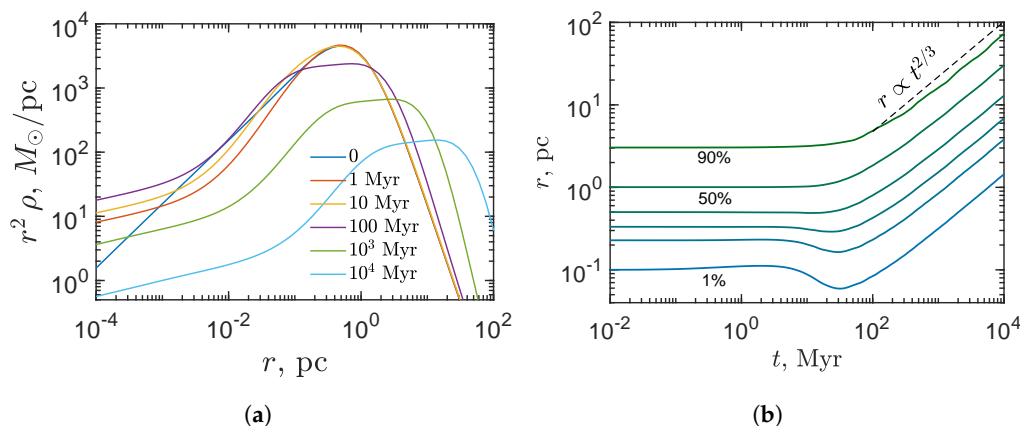 10^4
10^3
10^2
10^1
10^0
r^2 ρ, M_⊙/pc
0
1 Myr
10 Myr
100 Myr
10^3 Myr
10^4 Myr
10^-4
10^-2
10^0
10^2
r, pc
(a)
10^2
10^1
10^0
10^-1
r, pc
r ∝ t^{2/3}
90%
50%
1%
10^-2
10^0
10^2
10^4
t, Myr
(b)